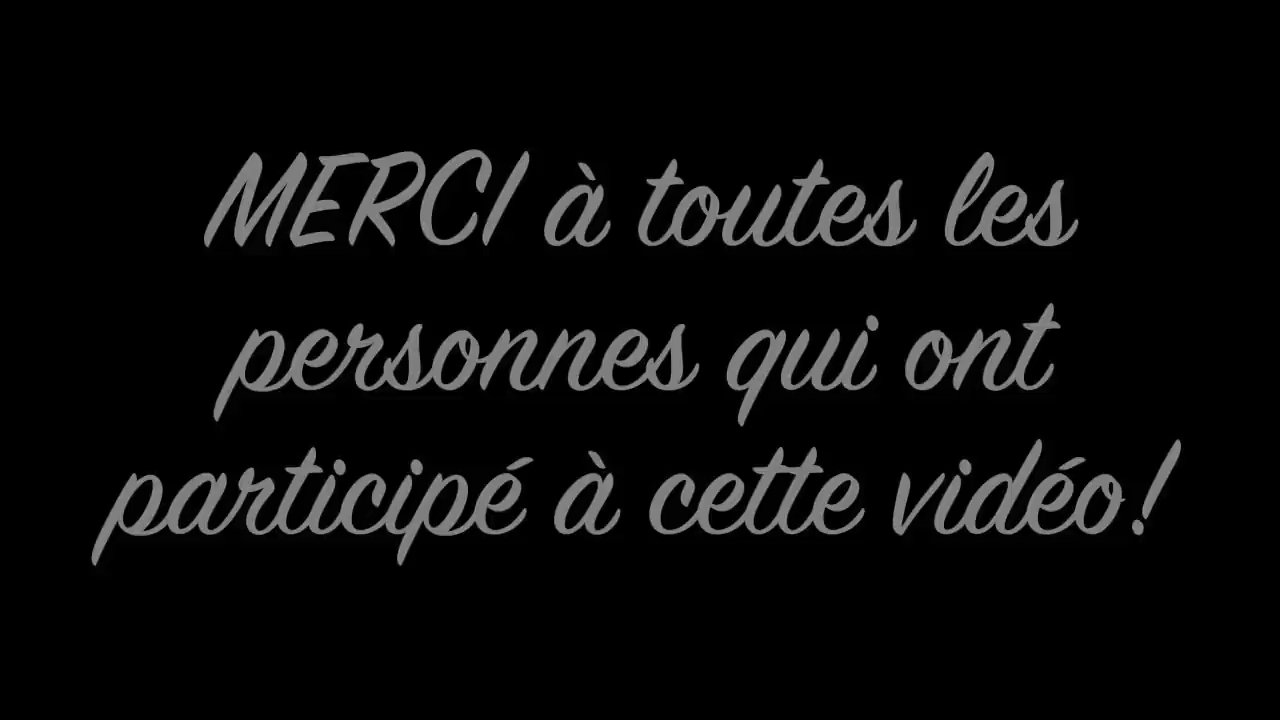 MERCI à toutes les
personnes qui ont
participé à cette vidéo!